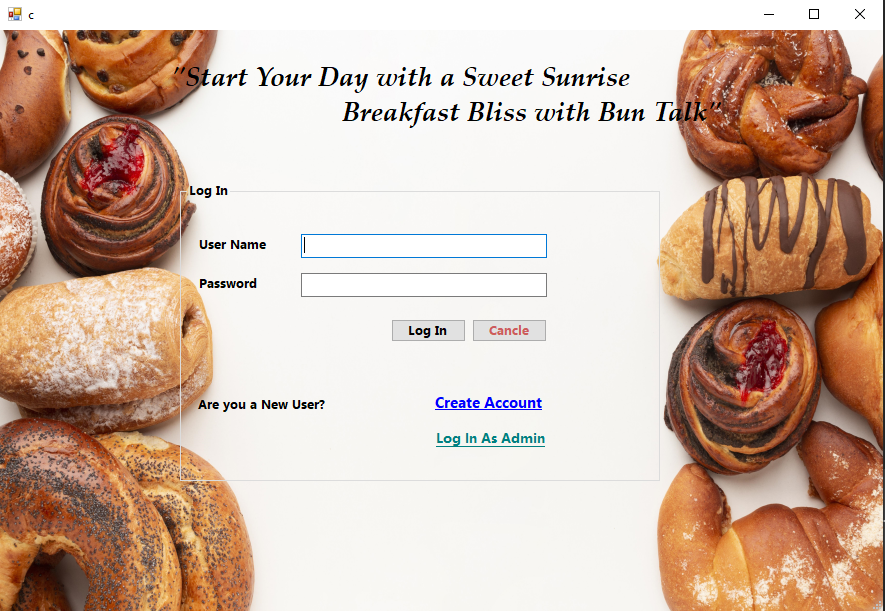 c
"Start Your Day with a Sweet Sunrise
Breakfast Bliss with Bun Talk"
Log In
User Name
Password
Log In Cancle
Are you a New User? Create Account
Log In As Admin